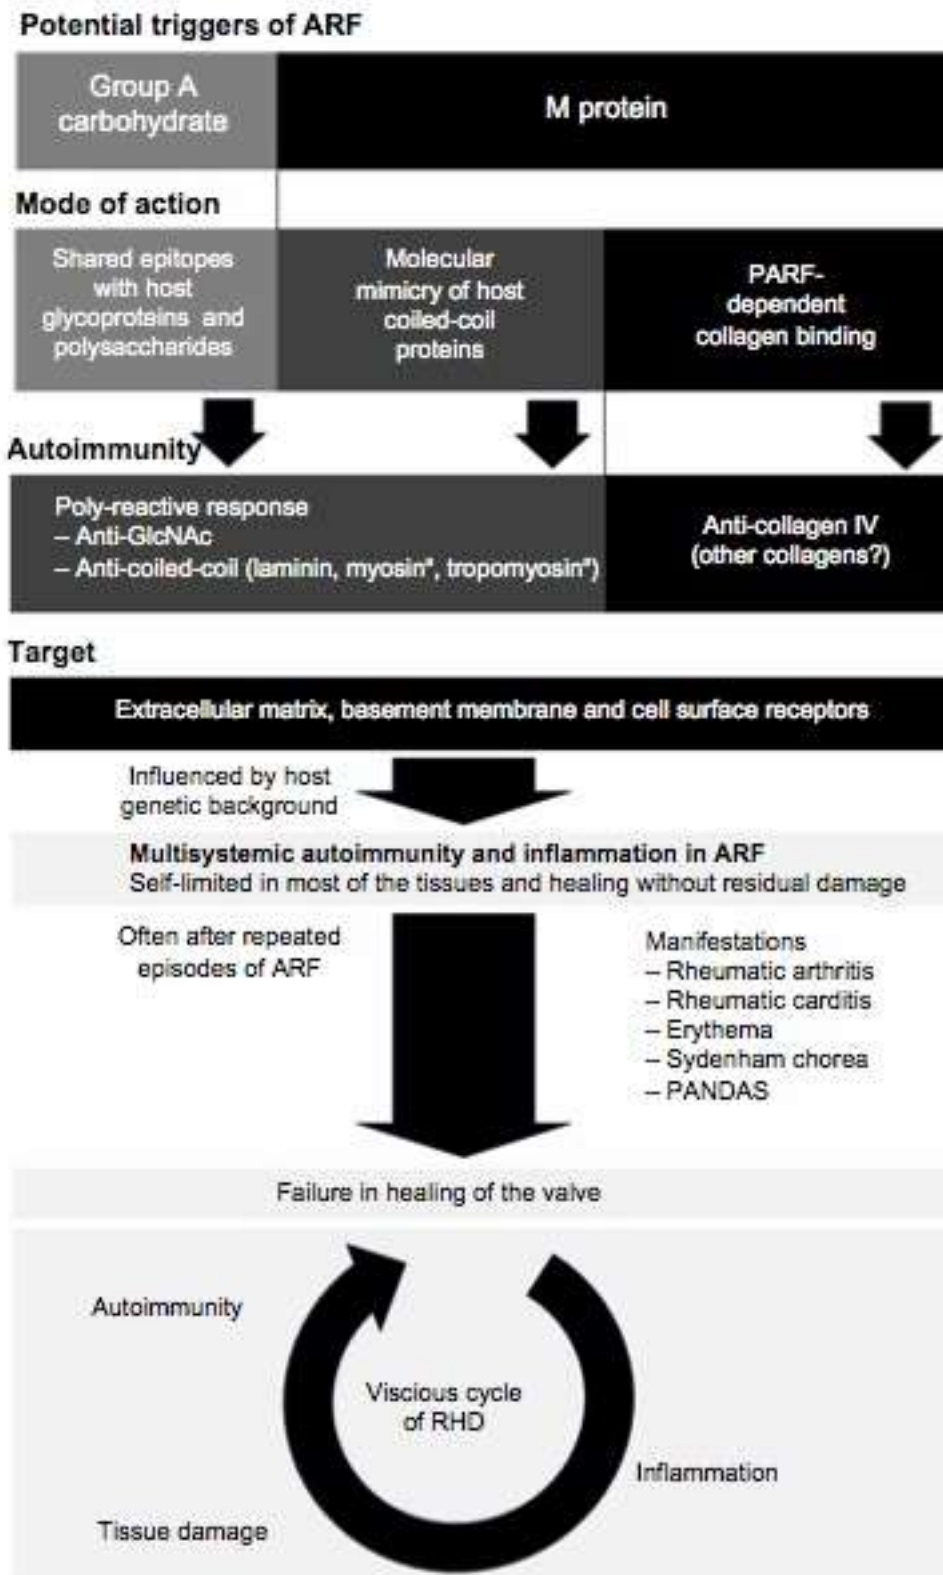 Potential triggers of ARF
Group A
carbohydrate
M protein
Mode of action
Shared epitopes
with host
glycoproteins and
polysaccharides
Molecular
mimicry of host
coiled-coil
proteins
PARF-
dependent
collagen binding
Autoimmunity
Poly-reactive response
– Anti-GlcNAc
– Anti-coiled-coil (laminin, myosin*, tropomyosin*)
Anti-collagen IV
(other collagens?)
Target
Extracellular matrix, basement membrane and cell surface receptors
Influenced by host
genetic background
Multisystemic autoimmunity and inflammation in ARF
Self-limited in most of the tissues and healing without residual damage
Often after repeated
episodes of ARF
Manifestations
– Rheumatic arthritis
– Rheumatic carditis
– Erythema
– Sydenham chorea
– PANDAS
Failure in healing of the valve
Autoimmunity
Viscious cycle
of RHD
Inflammation
Tissue damage